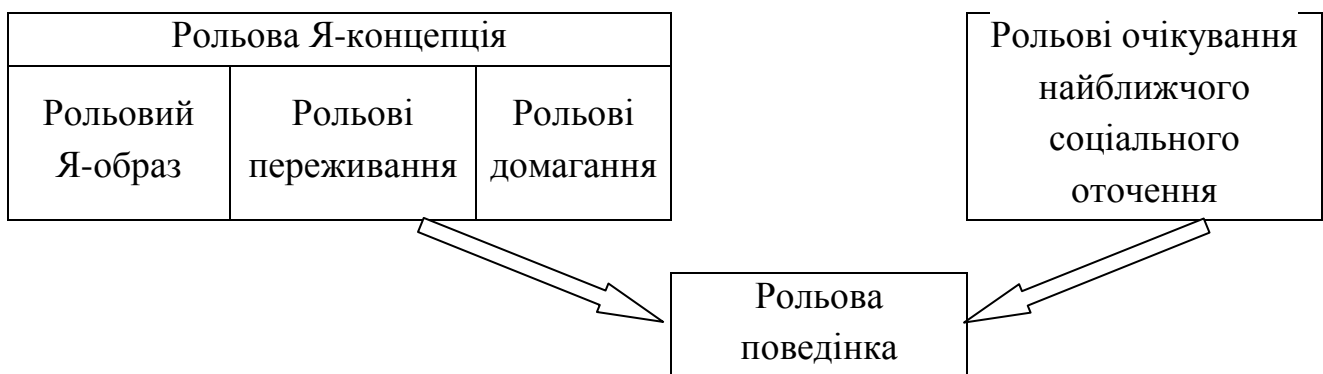 Рольова Я-концепція
Рольовий
Я-образ
Рольові
переживання
Рольові
домагання
Рольові очікування
найближчого
соціального
оточення
Рольова
поведінка